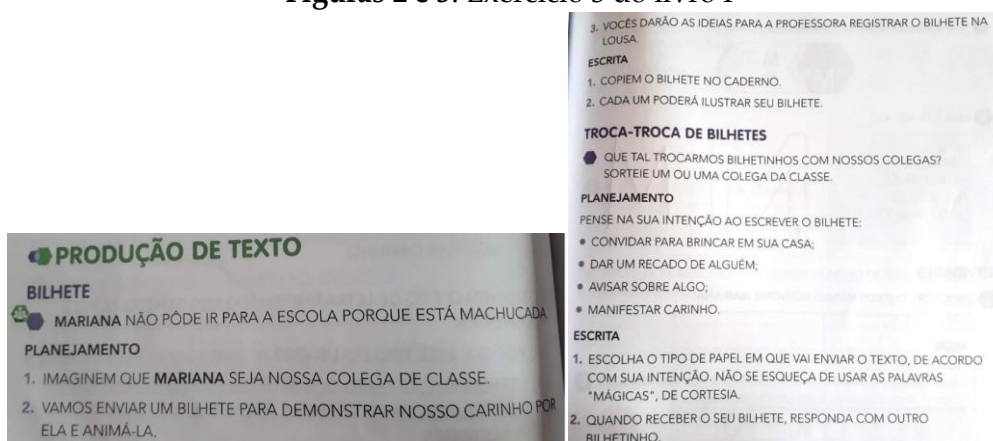 Figuras 2 e 3: Exercício 3 do livro 1
PRODUÇÃO DE TEXTO
BILHETE
MARIANA NÃO PÔDE IR PARA A ESCOLA PORQUE ESTÁ MACHUCADA
PLANEJAMENTO
1. IMAGINEM QUE MARIANA SEJA NOSSA COLEGA DE CLASSE.
2. VAMOS ENVIAR UM BILHETE PARA DEMONSTRAR NOSSO CARINHO POR
ELA E ANIMÁ-LA.
3. VOCÊS DARÃO AS IDEIAS PARA A PROFESSORA REGISTRAR O BILHETE NA
LOUSA.
ESCRITA
1. COPIEM O BILHETE NO CADERNO.
2. CADA UM PODERÁ ILUSTRAR SEU BILHETE.
TROCA-TROCA DE BILHETES
QUE TAL TROCARMOS BILHETINHOS COM NOSSOS COLEGAS?
SORTEIE UM OU UMA COLEGA DA CLASSE.
PLANEJAMENTO
PENSE NA SUA INTENÇÃO AO ESCREVER O BILHETE:
• CONVIDAR PARA BRINCAR EM SUA CASA;
• DAR UM RECADO DE ALGUÉM;
• AVISAR SOBRE ALGO;
• MANIFESTAR CARINHO.
ESCRITA
1. ESCOLHA O TIPO DE PAPEL EM QUE VAI ENVIAR O TEXTO, DE ACORDO
COM SUA INTENÇÃO. NÃO SE ESQUEÇA DE USAR AS PALAVRAS
"MÁGICAS", DE CORTESIA.
2. QUANDO RECEBER O SEU BILHETE, RESPONDA COM OUTRO
BILHETINHO.